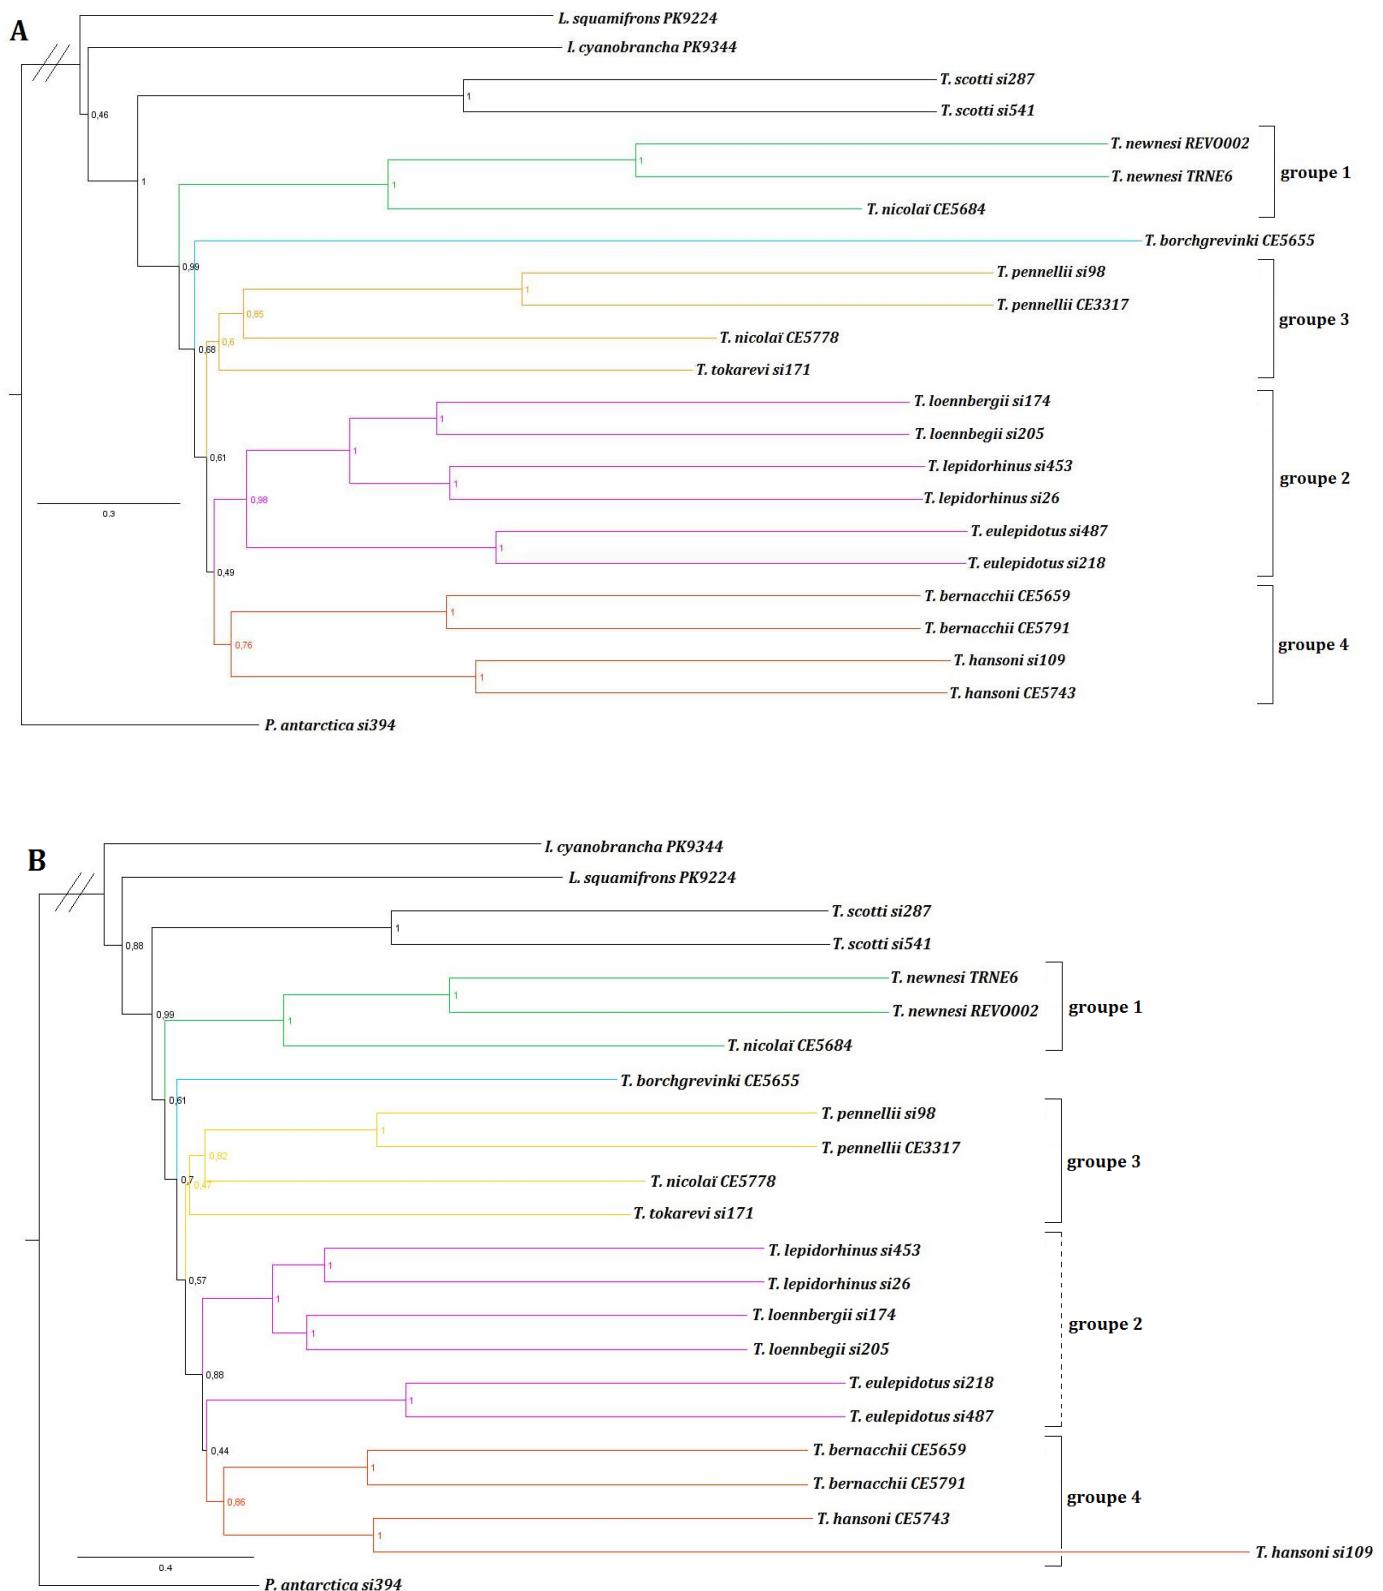 A
L. squamifrons PK9224
I. cyanobrancha PK9344
T. scotti si287
1
0,46
T. scotti si541
T. newnesi REVO002
1
groupe 1
T. newnesi TRNE6
1
1
T. nicolaï CE5684
T. borchgrevinki CE5655
0,99
T. pennellii si98
1
T. pennellii CE3317
0,85
groupe 3
T. nicolaï CE5778
0,6
0,68
T. tokarevi si171
T. loennbergii si174
1
T. loennbegii si205
1
0,61
T. lepidorhinus si453
groupe 2
1
T. lepidorhinus si26
0,98
0.3
T. eulepidotus si487
1
T. eulepidotus si218
0,49
T. bernacchii CE5659
1
T. bernacchii CE5791
0,76
groupe 4
T. hansoni si109
1
T. hansoni CE5743
P. antarctica si394
B
I. cyanobrancha PK9344
L. squamifrons PK9224
T. scotti si287
1
T. scotti si541
0,88
T. newnesi TRNE6
1
groupe 1
T. newnesi REVO002
0,99
1
T. nicolaï CE5684
T. borchgrevinki CE5655
0,61
T. pennellii si98
1
T. pennellii CE3317
0,82
groupe 3
T. nicolaï CE5778
0,7
0,47
T. tokarevi si171
T. lepidorhinus si453
1
T. lepidorhinus si26
0,57
1
T. loennbergii si174
groupe 2
1
T. loennbegii si205
0,88
T. eulepidotus si218
1
T. eulepidotus si487
0,44
T. bernacchii CE5659
1
T. bernacchii CE5791
0,86
groupe 4
T. hansoni CE5743
1
T. hansoni si109
0.4
P. antarctica si394